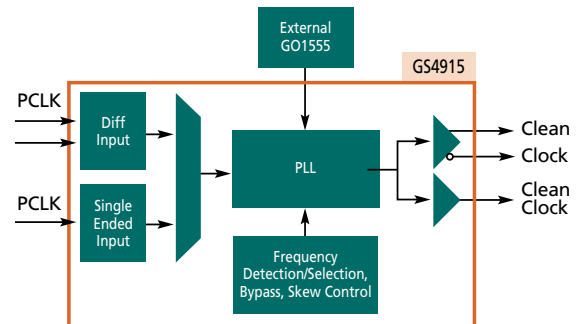 External
GO1555
GS4915
PCLK
Diff
Input
Clean
Clock
PLL
PCLK
Single
Ended
Input
Clean
Clock
Frequency
Detection/Selection,
Bypass, Skew Control